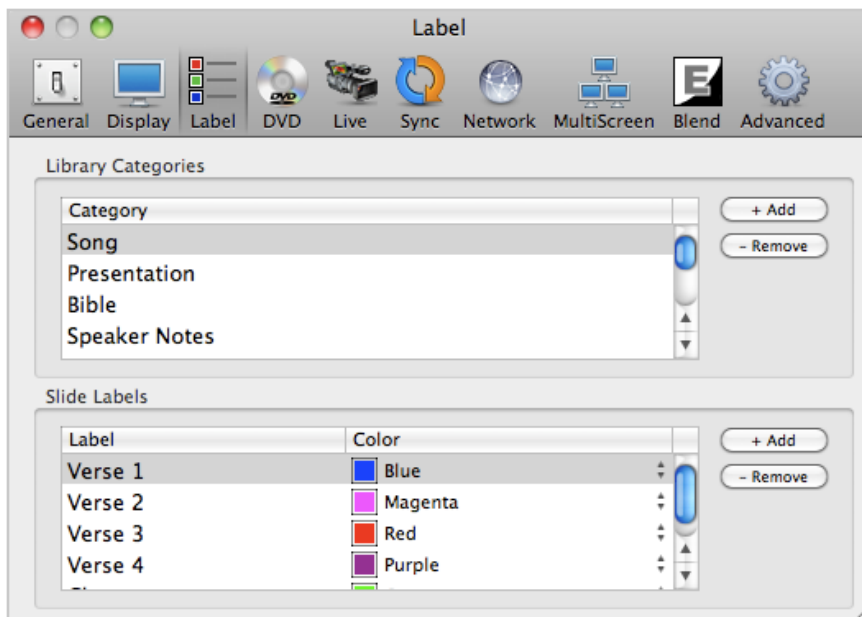 Label
General Display Label DVD Live Sync Network MultiScreen Blend Advanced
Library Categories
Category
+ Add
Song
- Remove
Presentation
Bible
Speaker Notes
Slide Labels
Label Color
+ Add
Verse 1 Blue
- Remove
Verse 2 Magenta
Verse 3 Red
Verse 4 Purple